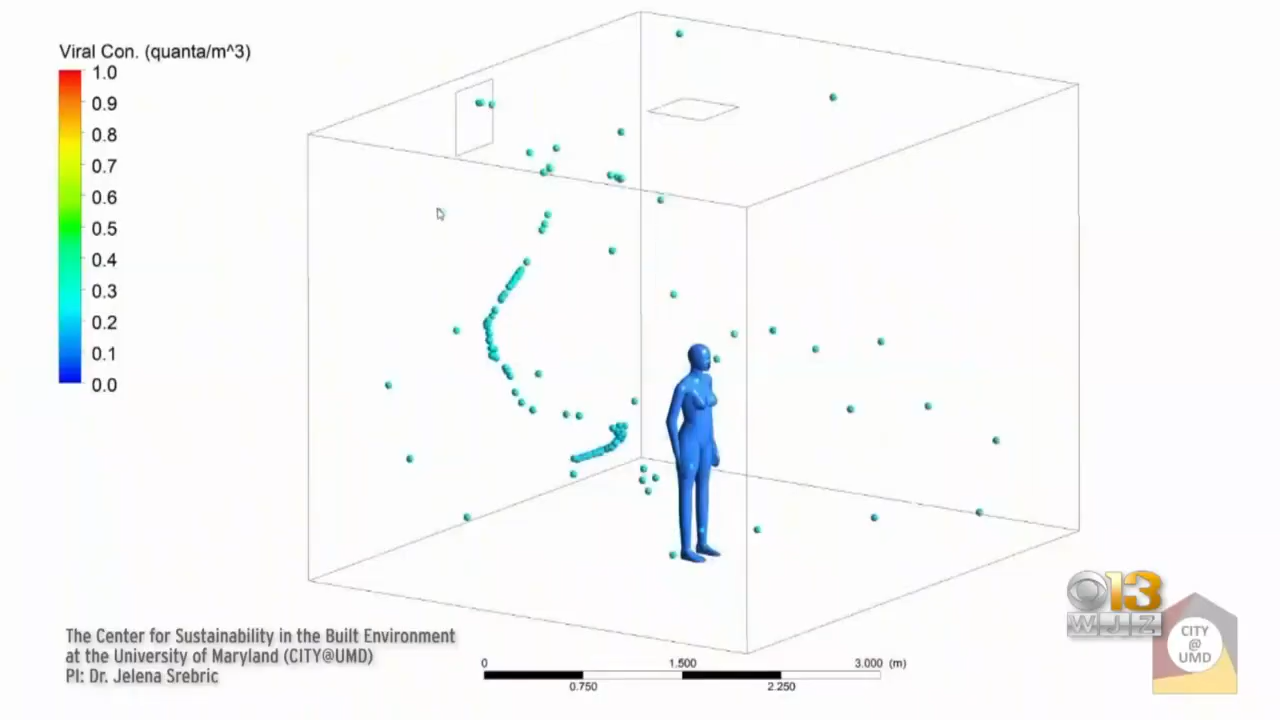 Viral Con. (quanta/m^3)
1.0
0.9
0.8
0.7
0.6
0.5
0.4
0.3
0.2
0.1
0.0
The Center for Sustainability in the Built Environment
at the University of Maryland (CITY@UMD)
PI: Dr. Jelena Srebric
0 1.500 3.000 (m)
0.750 2.250
13
WJZ
CITY
@
UMD